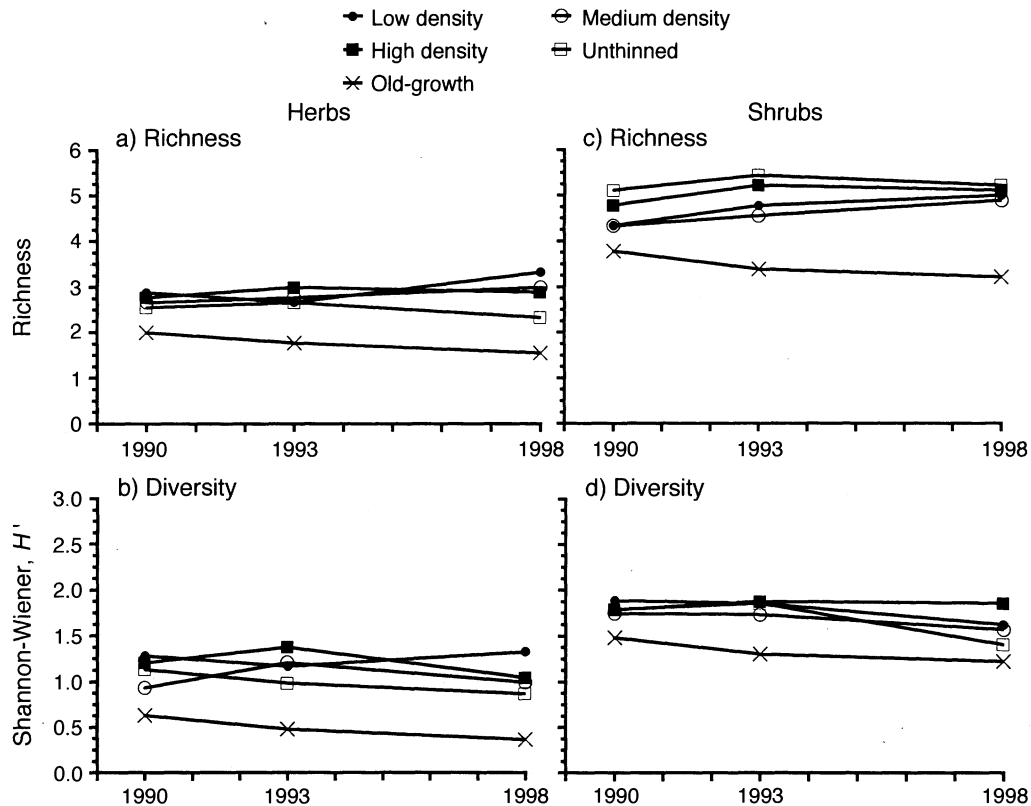 Low density
Medium density
High density
Unthinned
Old-growth
Herbs
Shrubs
a) Richness
c) Richness
6
5
4
3
2
1
0
Richness
1990
1993
1998
1990
1993
1998
b) Diversity
d) Diversity
3.0
2.5
2.0
1.5
1.0
0.5
0.0
Shannon-Wiener, H'
1990
1993
1998
1990
1993
1998